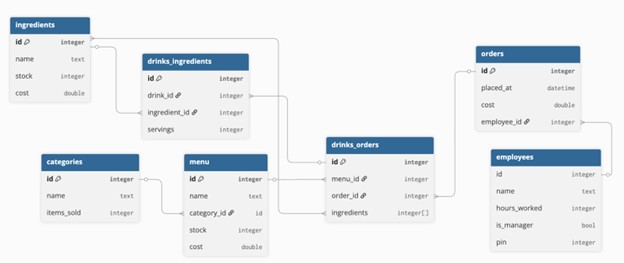 ingredients
id integer
name text
stock integer
cost double
drinks_ingredients
id integer
drink_id integer
ingredient_id integer
servings integer
categories
id integer
name text
items_sold integer
menu
id integer
name text
category_id id
stock integer
cost double
drinks_orders
id integer
menu_id integer
order_id integer
ingredients integer[]
orders
id integer
placed_at datetime
cost double
employee_id integer
employees
id integer
name text
hours_worked integer
is_manager bool
pin integer